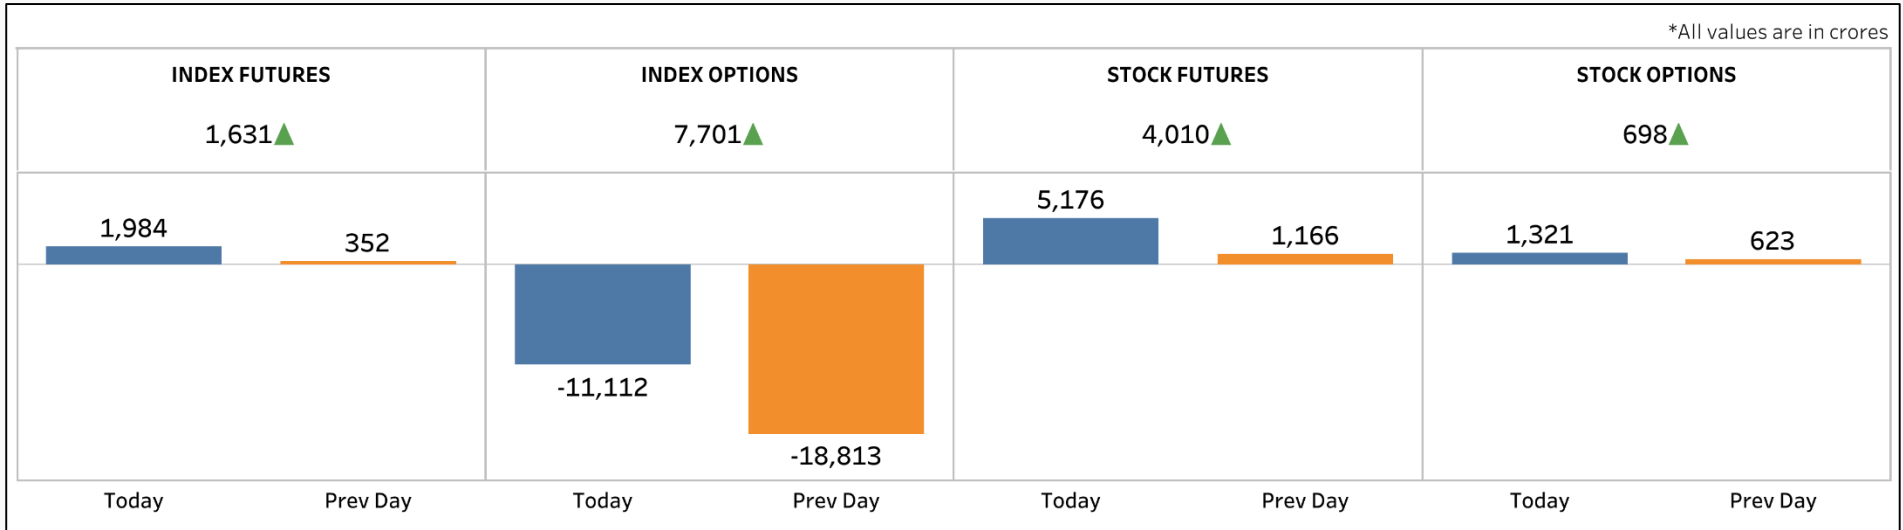 *All values are in crores
INDEX FUTURES
1,631▲
INDEX OPTIONS
7,701▲
STOCK FUTURES
4,010▲
STOCK OPTIONS
698▲
1,984
352
-11,112
-18,813
5,176
1,166
1,321
623
Today
Prev Day
Today
Prev Day
Today
Prev Day
Today
Prev Day